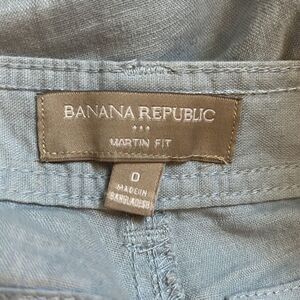 BANANA REPUBLIC
MARTIN FIT
0
MADE IN
BANGLADESH